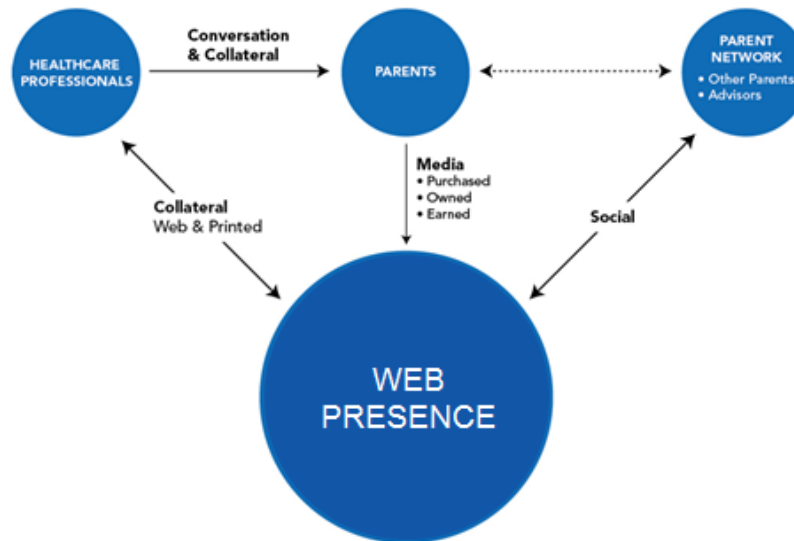 HEALTHCARE
PROFESSIONALS
Conversation
& Collateral
PARENTS
PARENT
NETWORK
• Other Parents
• Advisors
Media
• Purchased
• Owned
• Earned
Collateral
Web & Printed
Social
WEB
PRESENCE